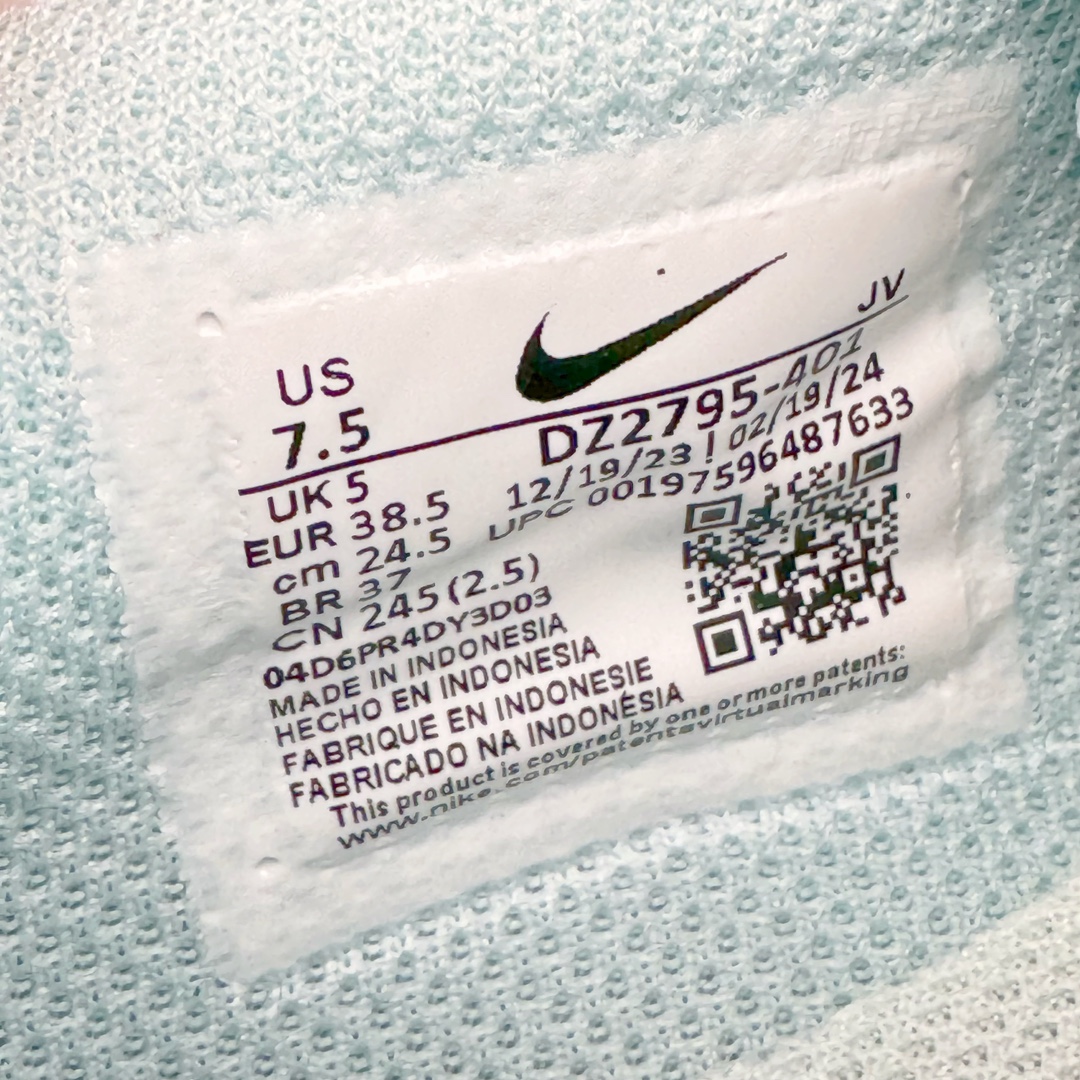 JV
US
7.5
DZ2795-401
UK 5
12/19/23 ! 02/19/24
EUR 38.5
UPC 00197596487633
cm 24.5
BR 37
CN 245(2.5)
04D6PR4DY3D03
MADE IN INDONESIA
HECHO EN INDONESIA
FABRIQUE EN INDONESIE
FABRICADO NA INDONÉSIA
This product is covered by one or more patents:
www.nike.com/patentsvirtualmarking